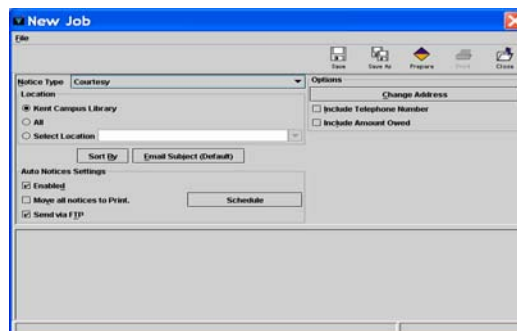 New Job
File
Save Save As Prepare Print Close
Notice Type Courtesy
Options
Location
Change Address
Kent Campus Library
Include Telephone Number
All
Include Amount Owed
Select Location
Sort By Email Subject (Default)
Auto Notices Settings
Enabled
Move all notices to Print. Schedule
Send via FTP